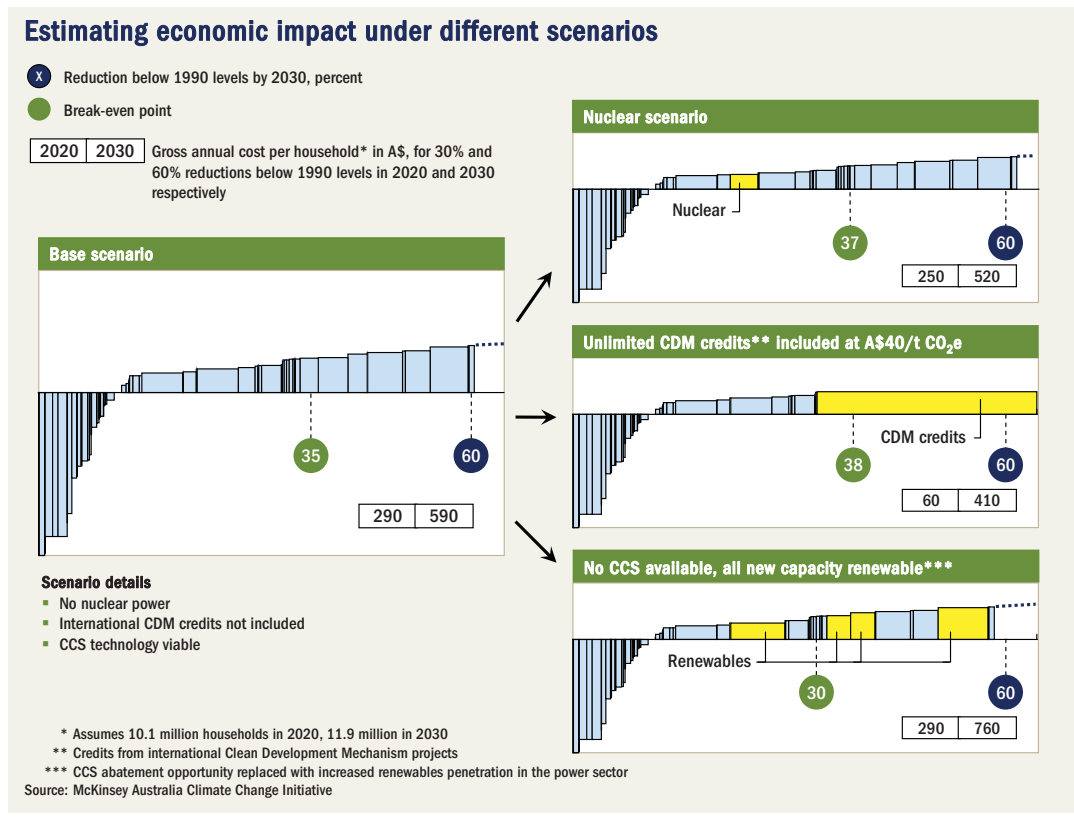 Estimating economic impact under different scenarios
X Reduction below 1990 levels by 2030, percent
Break-even point
2020 2030 Gross annual cost per household* in A$, for 30% and
60% reductions below 1990 levels in 2020 and 2030
respectively
Base scenario
35
60
290 590
Scenario details
▪ No nuclear power
▪ International CDM credits not included
▪ CCS technology viable
Nuclear scenario
Nuclear
37
60
250 520
Unlimited CDM credits** included at A$40/t CO₂e
CDM credits
38
60
60 410
No CCS available, all new capacity renewable***
Renewables
30
60
290 760
* Assumes 10.1 million households in 2020, 11.9 million in 2030
** Credits from international Clean Development Mechanism projects
*** CCS abatement opportunity replaced with increased renewables penetration in the power sector
Source: McKinsey Australia Climate Change Initiative